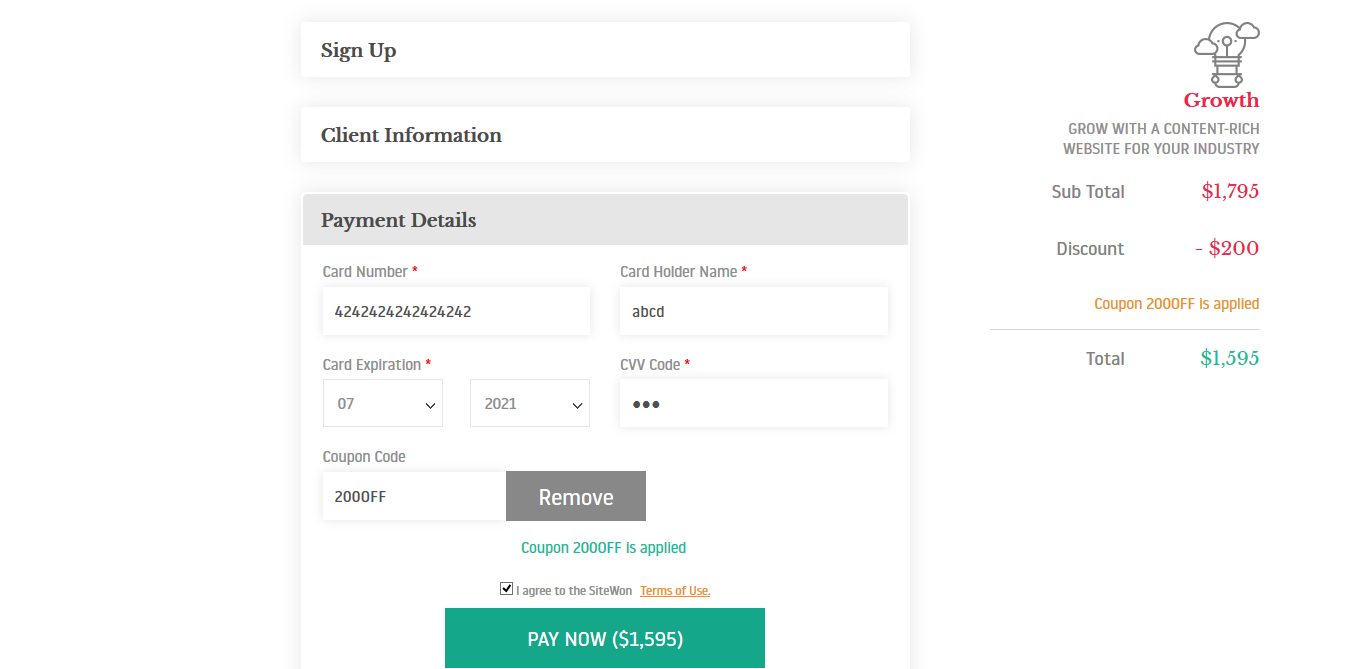 Sign Up
Client Information
Payment Details
Card Number *
Card Holder Name *
4242424242424242
abcd
Card Expiration *
CVV Code *
07
2021
●●●
Coupon Code
200OFF
Remove
Coupon 200OFF is applied
I agree to the SiteWon Terms of Use.
PAY NOW ($1,595)
Growth
GROW WITH A CONTENT-RICH
WEBSITE FOR YOUR INDUSTRY
Sub Total $1,795
Discount - $200
Coupon 200OFF is applied
Total $1,595